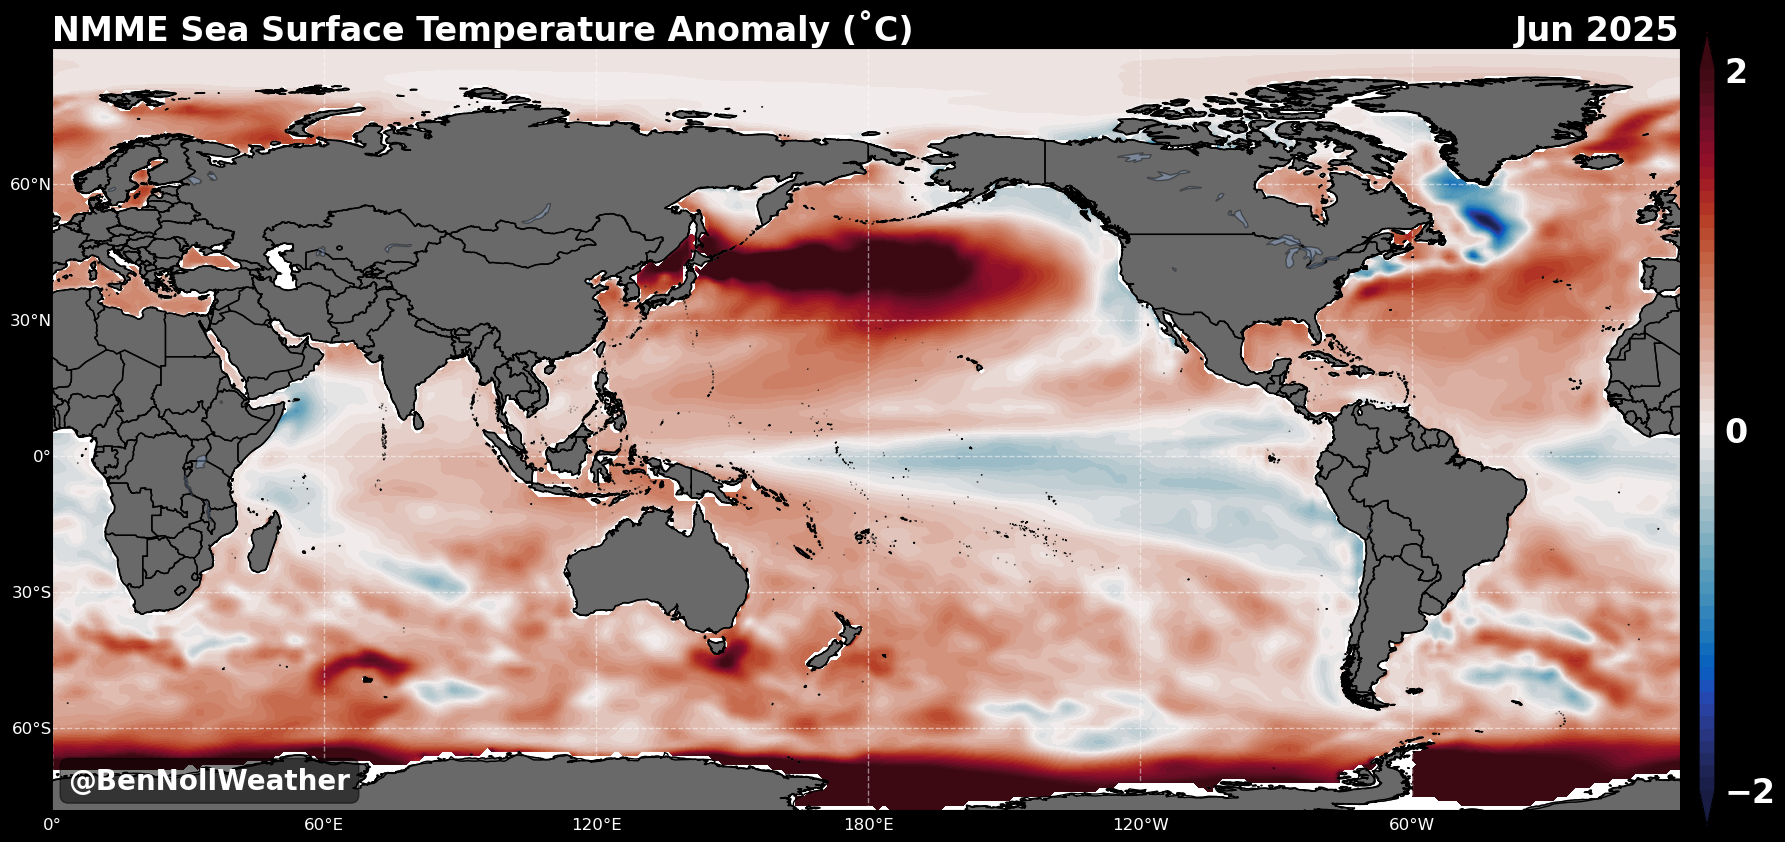 NMME Sea Surface Temperature Anomaly (˚C)
Jun 2025
2
0
−2
60°N
30°N
0°
30°S
60°S
@BenNollWeather
0°
60°E
120°E
180°E
120°W
60°W